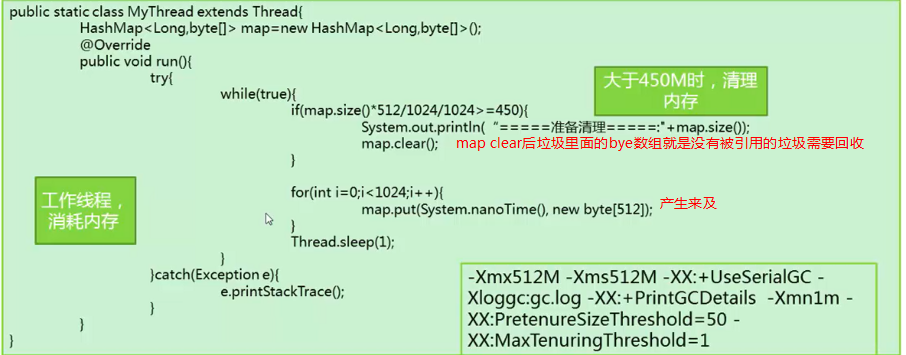 public static class MyThread extends Thread{
HashMap<Long,byte[]> map=new HashMap<Long,byte[]>();
@Override
public void run(){
try{
while(true){
if(map.size()*512/1024/1024>=450){
大于450M时，清理
内存
System.out.println(“=====准备清理=====:"+map.size());
map.clear(); map clear后垃圾里面的bye数组就是没有被引用的垃圾需要回收
}
工作线程，
消耗内存
for(int i=0;i<1024;i++){
map.put(System.nanoTime(), new byte[512]); 产生来及
}
Thread.sleep(1);
}
}catch(Exception e){
e.printStackTrace();
}
}
}
-Xmx512M -Xms512M -XX:+UseSerialGC -
Xloggc:gc.log -XX:+PrintGCDetails -Xmn1m -
XX:PretenureSizeThreshold=50 -
XX:MaxTenuringThreshold=1